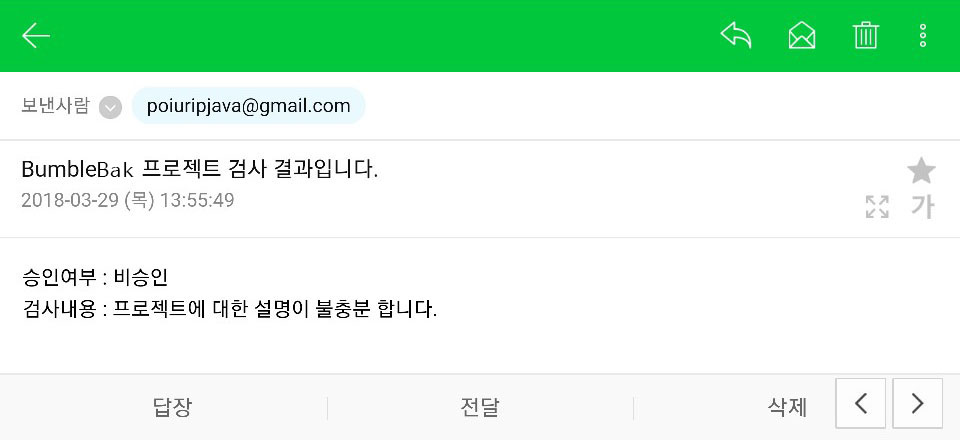 보낸사람 poiuripjava@gmail.com
BumbleBak 프로젝트 검사 결과입니다.
2018-03-29 (목) 13:55:49
가
승인여부 : 비승인
검사내용 : 프로젝트에 대한 설명이 불충분 합니다.
답장 전달 삭제